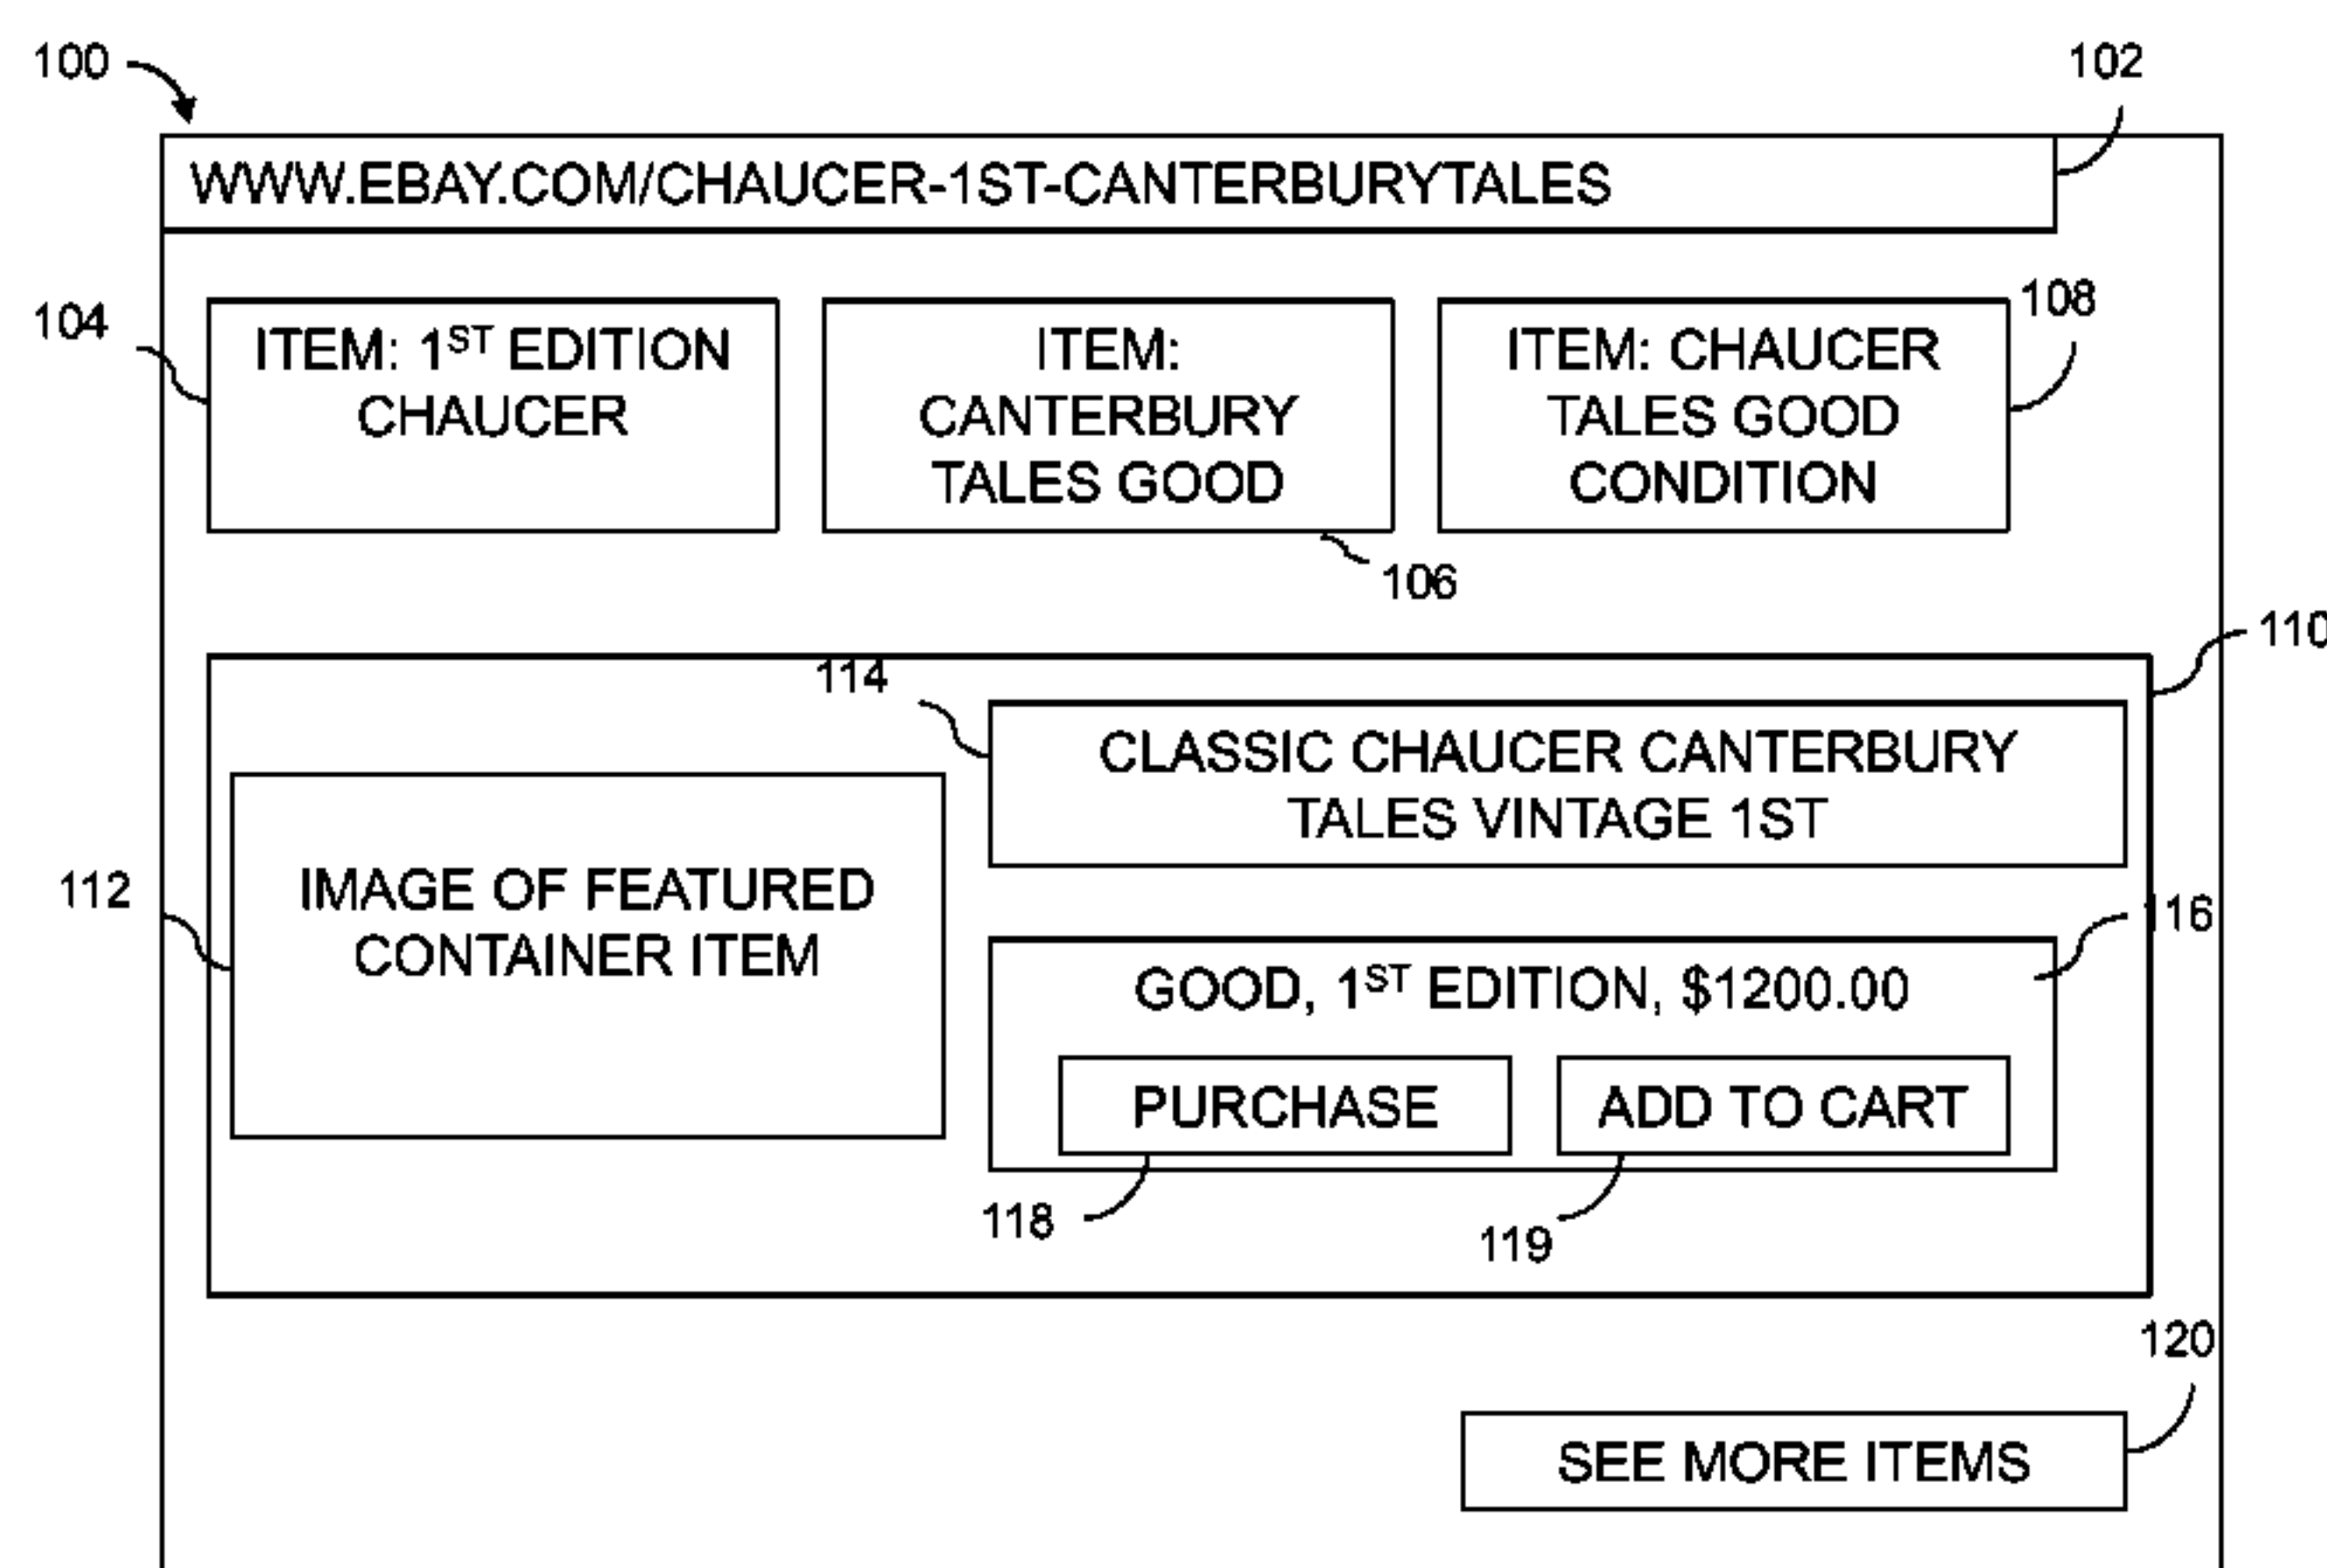 100
102
WWW.EBAY.COM/CHAUCER-1ST-CANTERBURYTALES
104
ITEM: 1ST EDITION
CHAUCER
ITEM:
CANTERBURY
TALES GOOD
106
ITEM: CHAUCER
TALES GOOD
CONDITION
108
110
114
CLASSIC CHAUCER CANTERBURY
TALES VINTAGE 1ST
112
IMAGE OF FEATURED
CONTAINER ITEM
116
GOOD, 1ST EDITION, $1200.00
PURCHASE
ADD TO CART
118
119
120
SEE MORE ITEMS